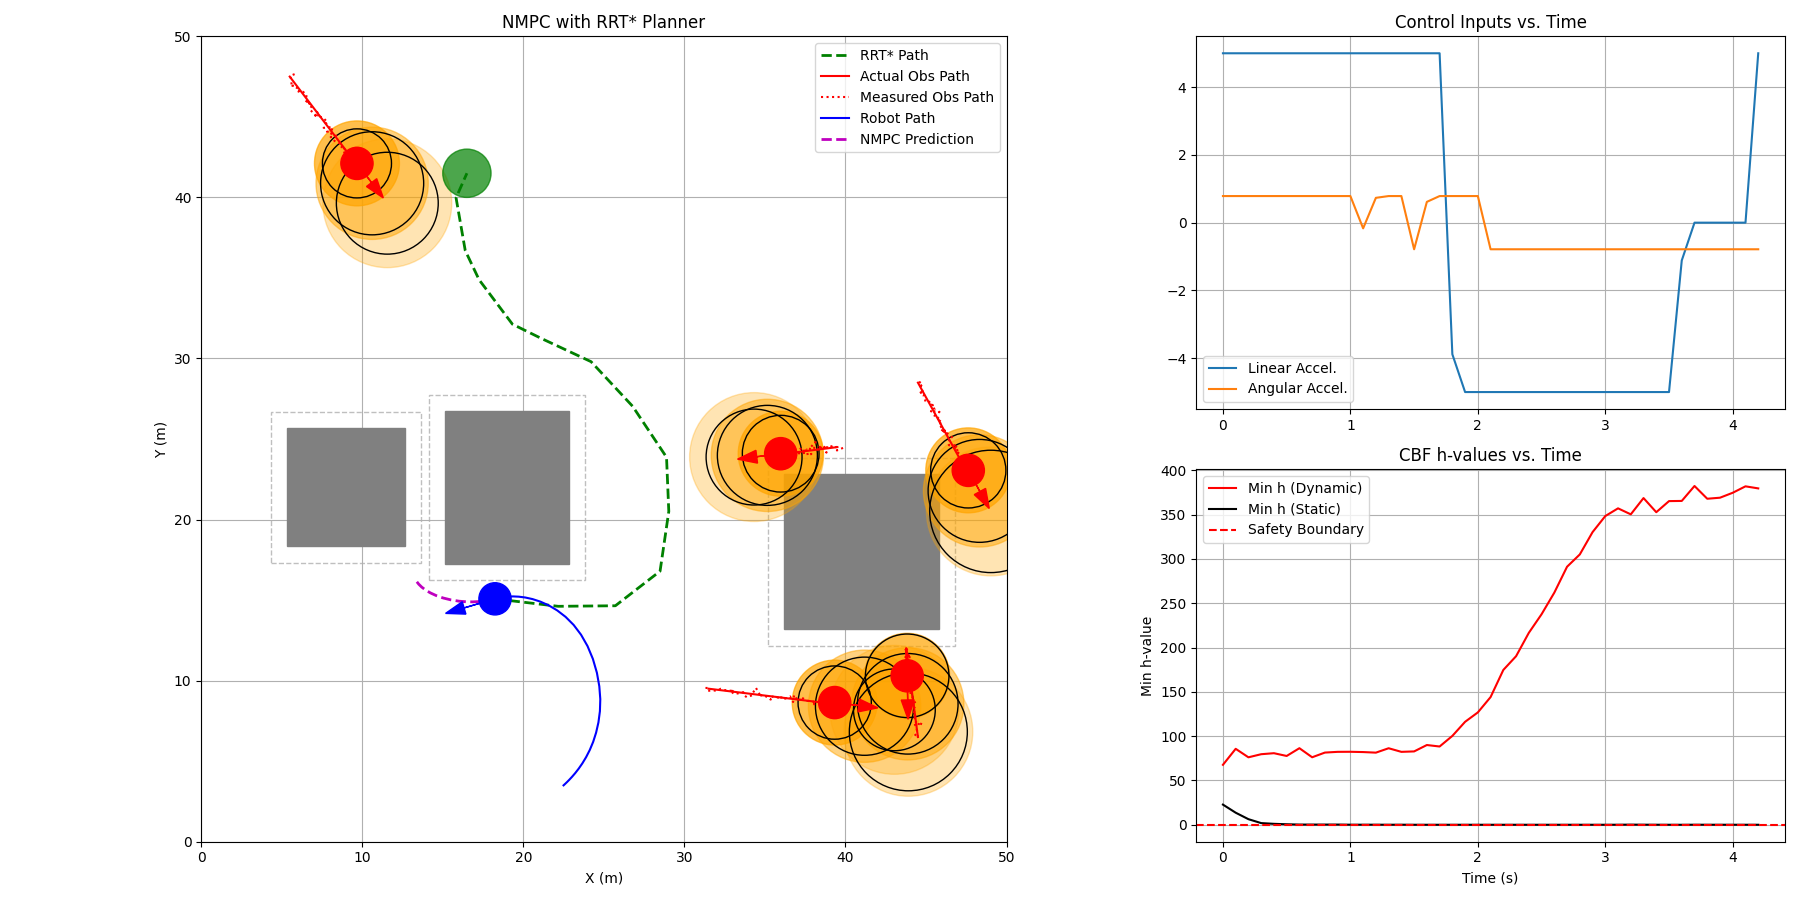 NMPC with RRT* Planner
50
40
30
20
10
0
Y (m)
0
10
20
30
40
50
X (m)
RRT* Path
Actual Obs Path
Measured Obs Path
Robot Path
NMPC Prediction
Control Inputs vs. Time
4
2
0
−2
−4
0
1
2
3
4
Linear Accel.
Angular Accel.
CBF h-values vs. Time
400
350
300
250
200
150
100
50
0
Min h-value
0
1
2
3
4
Time (s)
Min h (Dynamic)
Min h (Static)
Safety Boundary